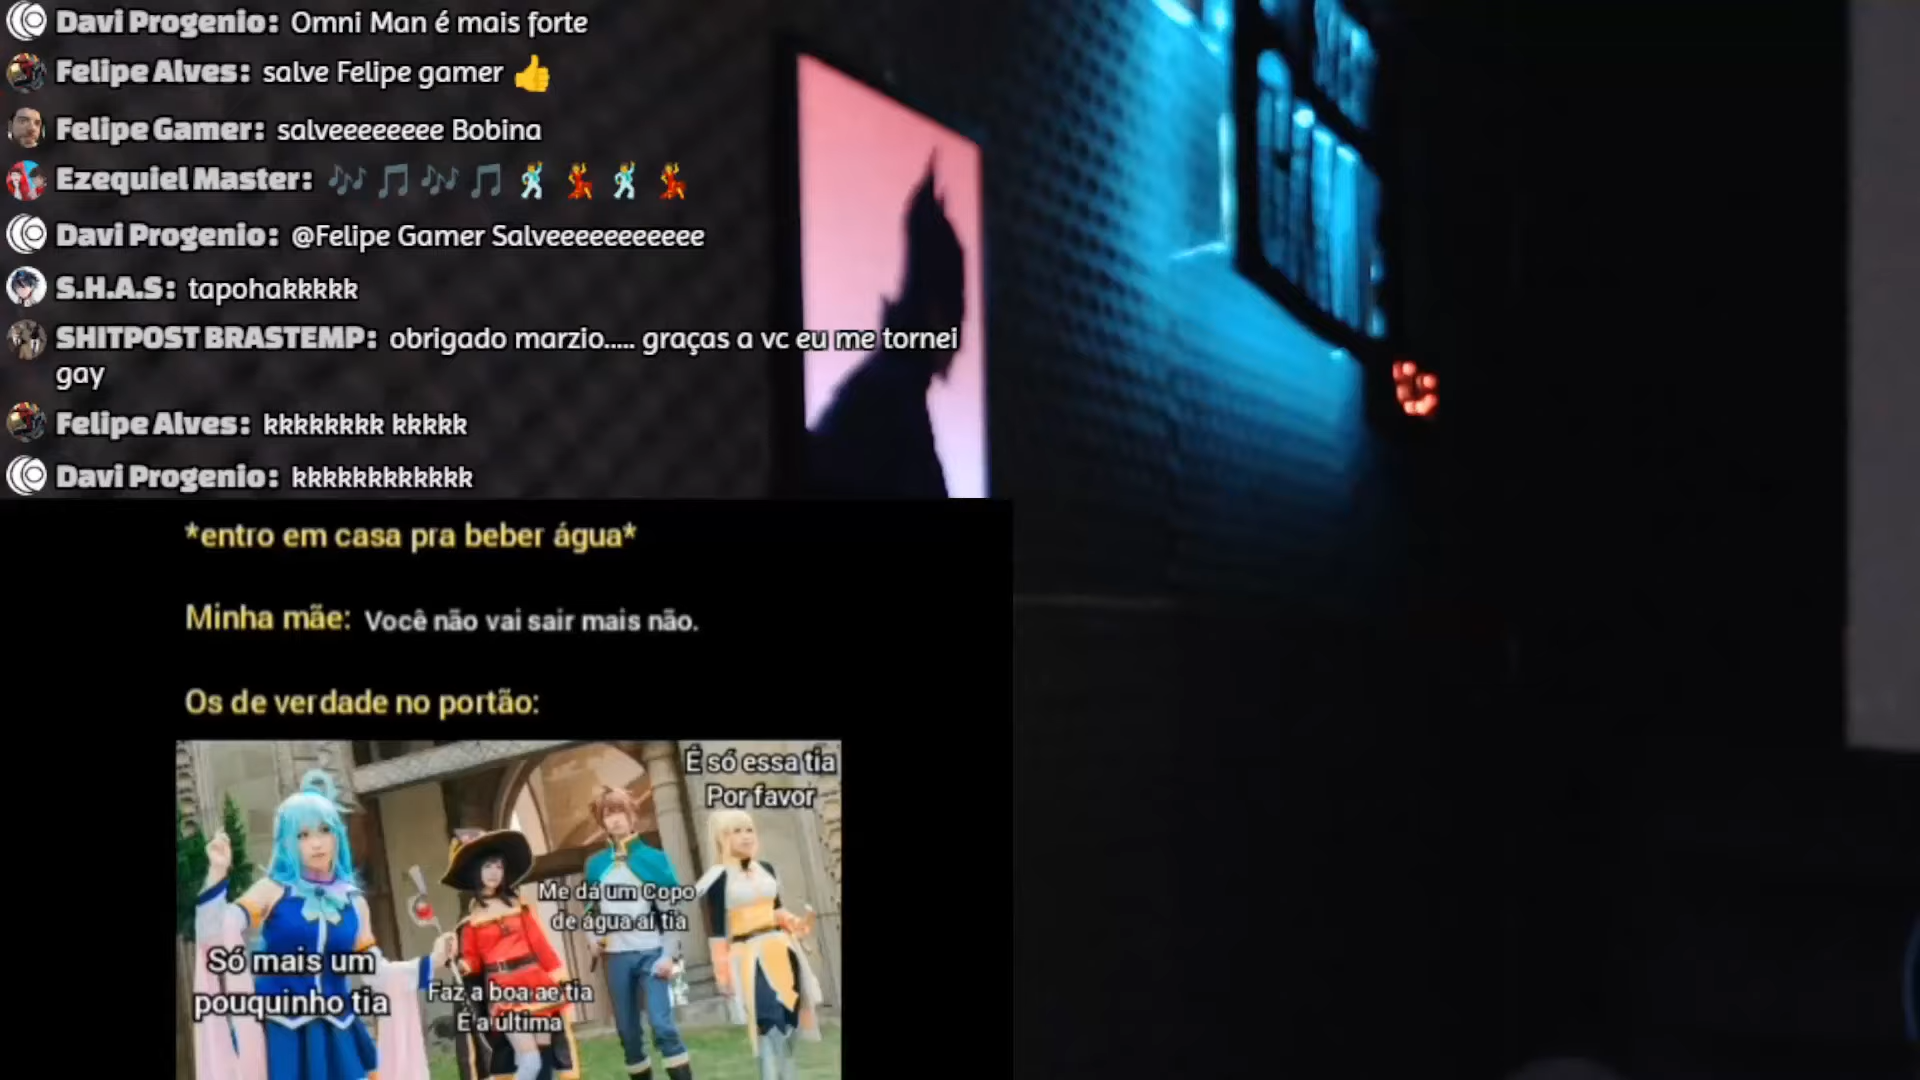 Davi Progenio: Omni Man é mais forte
Felipe Alves: salve Felipe gamer 👍
Felipe Gamer: salveeeeeeee Bobina
Ezequiel Master: 🎶🎵🎶🎵🕺💃🕺💃
Davi Progenio: @Felipe Gamer Salveeeeeeeeeee
S.H.A.S: tapohakkkkk
SHITPOST BRASTEMP: obrigado marzio..... graças a vc eu me tornei
gay
Felipe Alves: kkkkkkkk kkkkk
Davi Progenio: kkkkkkkkkkkk
*entro em casa pra beber água*
Minha mãe: Você não vai sair mais não.
Os de verdade no portão:
É só essa tia
Por favor
Me dá um Copo
de água aí tia
Só mais um
pouquinho tia
Faz a boa ae tia
É a última